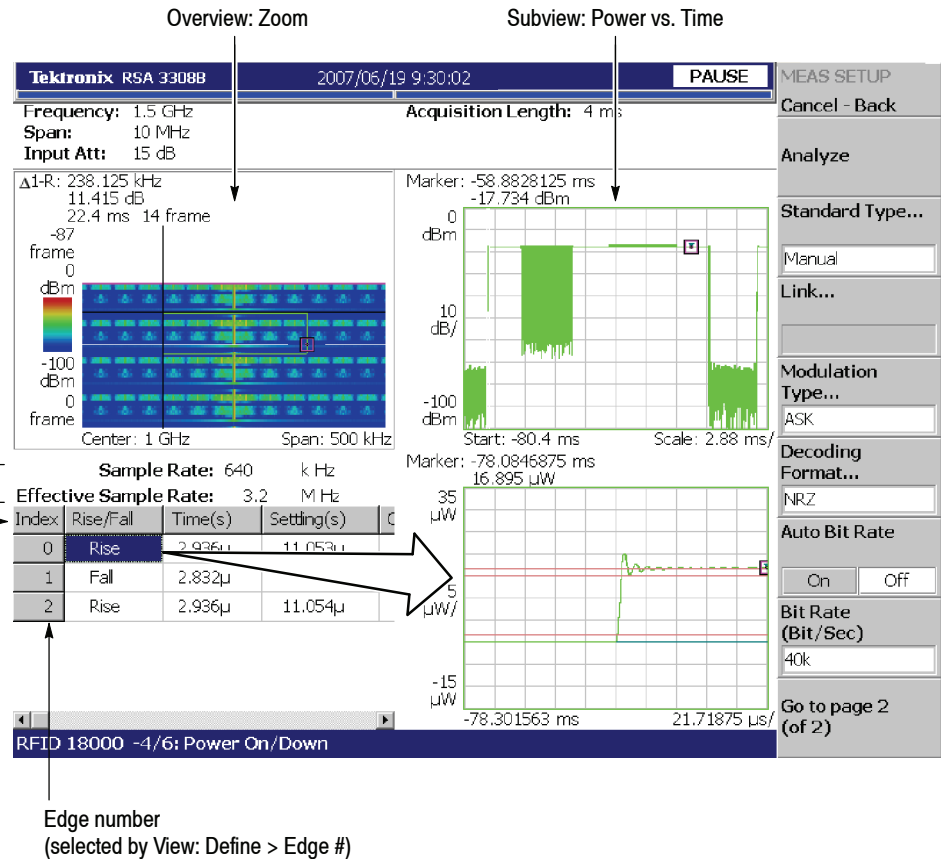 Overview: Zoom
Subview: Power vs. Time
Tektronix RSA 3308B
2007/06/19 9:30:02
PAUSE
MEAS SETUP
Cancel - Back
Frequency: 1.5 GHz
Span: 10 MHz
Input Att: 15 dB
Acquisition Length: 4 ms
Analyze
Δ1-R: 238.125 kHz
11.415 dB
22.4 ms 14 frame
-87
frame
0
dBm
-100
dBm
0
frame
Center: 1 GHz
Span: 500 kHz
Marker: -58.8828125 ms
-17.734 dBm
0
dBm
10
dB/
-100
dBm
Start: -80.4 ms
Scale: 2.88 ms/
Standard Type...
Manual
Link...
Modulation
Type...
ASK
Decoding
Format...
NRZ
Auto Bit Rate
On Off
Bit Rate
(Bit/Sec)
40k
Go to page 2
(of 2)
Sample Rate: 640 k Hz
Effective Sample Rate: 3.2 M Hz
Index Rise/Fall Time(s) Settling(s) C
0 Rise 2.936μ 11.053μ
1 Fall 2.832μ
2 Rise 2.936μ 11.054μ
Marker: -78.0846875 ms
16.895 μW
35
μW
5
μW/
-15
μW
-78.301563 ms
21.71875 μs/
RFID 18000 -4/6: Power On/Down
Edge number
(selected by View: Define > Edge #)